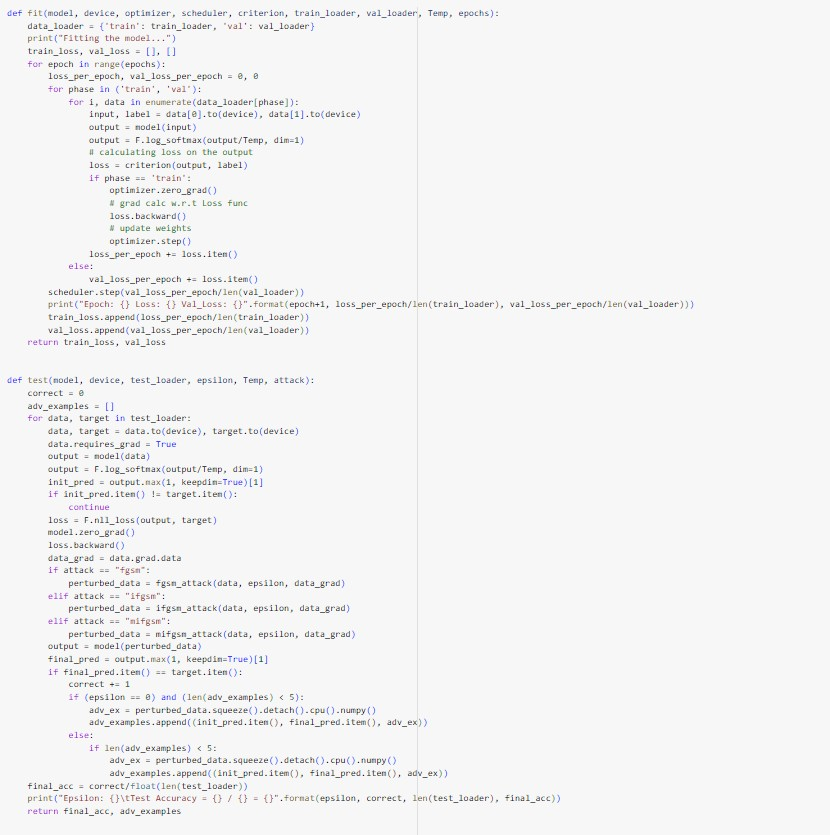 def fit(model, device, optimizer, scheduler, criterion, train_loader, val_loader, Temp, epochs):
    data_loader = {'train': train_loader, 'val': val_loader}
    print("Fitting the model...")
    train_loss, val_loss = [], []
    for epoch in range(epochs):
        loss_per_epoch, val_loss_per_epoch = 0, 0
        for phase in ('train', 'val'):
            for i, data in enumerate(data_loader[phase]):
                input, label = data[0].to(device), data[1].to(device)
                output = model(input)
                output = F.log_softmax(output/Temp, dim=1)
                # calculating loss on the output
                loss = criterion(output, label)
                if phase == 'train':
                    optimizer.zero_grad()
                    # grad calc w.r.t Loss func
                    loss.backward()
                    # update weights
                    optimizer.step()
                loss_per_epoch += loss.item()
            else:
                val_loss_per_epoch += loss.item()
        scheduler.step(val_loss_per_epoch/len(val_loader))
        print("Epoch: {} Loss: {} Val_Loss: {}".format(epoch+1, loss_per_epoch/len(train_loader), val_loss_per_epoch/len(val_loader)))
        train_loss.append(loss_per_epoch/len(train_loader))
        val_loss.append(val_loss_per_epoch/len(val_loader))
    return train_loss, val_loss
def test(model, device, test_loader, epsilon, Temp, attack):
    correct = 0
    adv_examples = []
    for data, target in test_loader:
        data, target = data.to(device), target.to(device)
        data.requires_grad = True
        output = model(data)
        output = F.log_softmax(output/Temp, dim=1)
        init_pred = output.max(1, keepdim=True)[1]
        if init_pred.item() != target.item():
            continue
        loss = F.nll_loss(output, target)
        model.zero_grad()
        loss.backward()
        data_grad = data.grad.data
        if attack == "fgsm":
            perturbed_data = fgsm_attack(data, epsilon, data_grad)
        elif attack == "ifgsm":
            perturbed_data = ifgsm_attack(data, epsilon, data_grad)
        elif attack == "mifgsm":
            perturbed_data = mifgsm_attack(data, epsilon, data_grad)
        output = model(perturbed_data)
        final_pred = output.max(1, keepdim=True)[1]
        if final_pred.item() == target.item():
            correct += 1
            if (epsilon == 0) and (len(adv_examples) < 5):
                adv_ex = perturbed_data.squeeze().detach().cpu().numpy()
                adv_examples.append((init_pred.item(), final_pred.item(), adv_ex))
            else:
                if len(adv_examples) < 5:
                    adv_ex = perturbed_data.squeeze().detach().cpu().numpy()
                    adv_examples.append((init_pred.item(), final_pred.item(), adv_ex))
    final_acc = correct/float(len(test_loader))
    print("Epsilon: {}\tTest Accuracy = {} / {} = {}".format(epsilon, correct, len(test_loader), final_acc))
    return final_acc, adv_examples